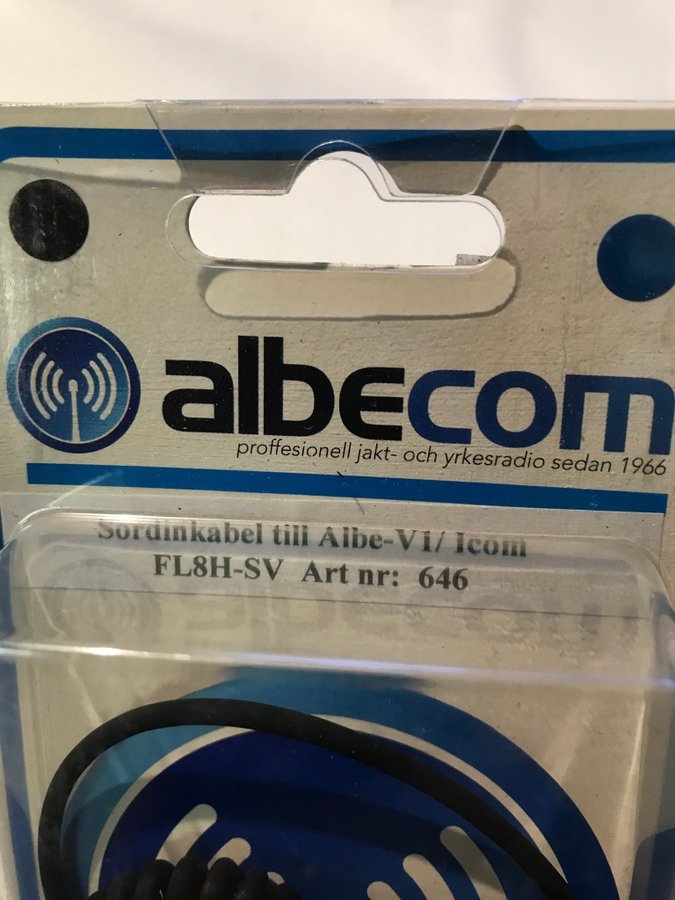 albecom
proffesionell jakt- och yrkesradio sedan 1966
Sordinkabel till Albe-V1/ Icom
FL8H-SV Art nr: 646